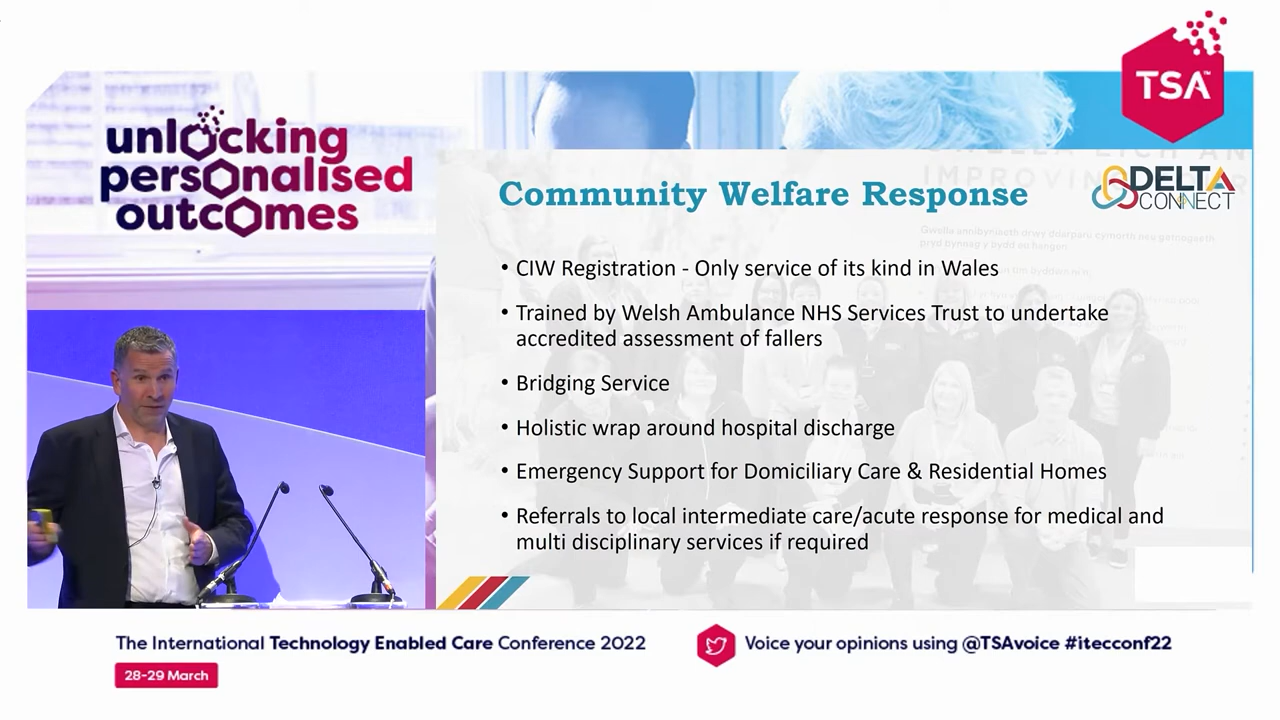 TSA™
unlocking
personalised
outcomes
Community Welfare Response
DELTA
CONNECT
• CIW Registration - Only service of its kind in Wales
• Trained by Welsh Ambulance NHS Services Trust to undertake
accredited assessment of fallers
• Bridging Service
• Holistic wrap around hospital discharge
• Emergency Support for Domiciliary Care & Residential Homes
• Referrals to local intermediate care/acute response for medical and
multi disciplinary services if required
The International Technology Enabled Care Conference 2022
28-29 March
Voice your opinions using @TSAvoice #itecconf22